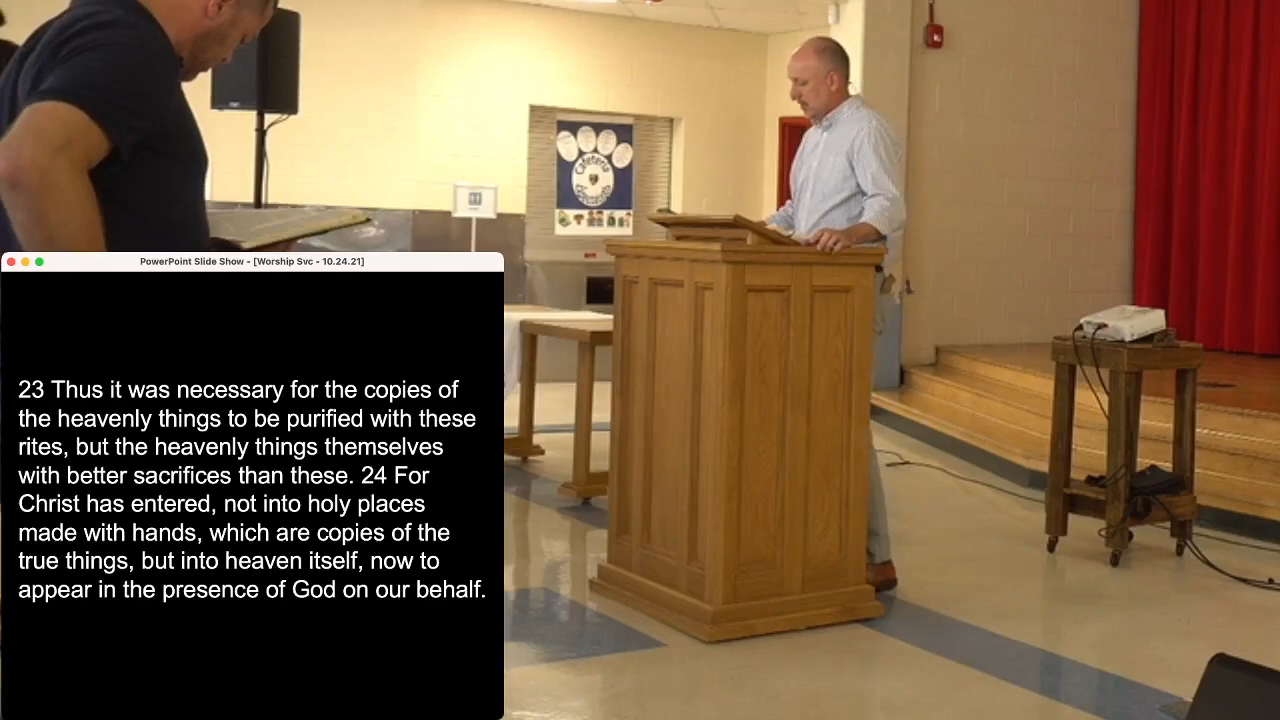 Cafeteria
PowerPoint Slide Show - [Worship Svc - 10.24.21]
23 Thus it was necessary for the copies of
the heavenly things to be purified with these
rites, but the heavenly things themselves
with better sacrifices than these. 24 For
Christ has entered, not into holy places
made with hands, which are copies of the
true things, but into heaven itself, now to
appear in the presence of God on our behalf.